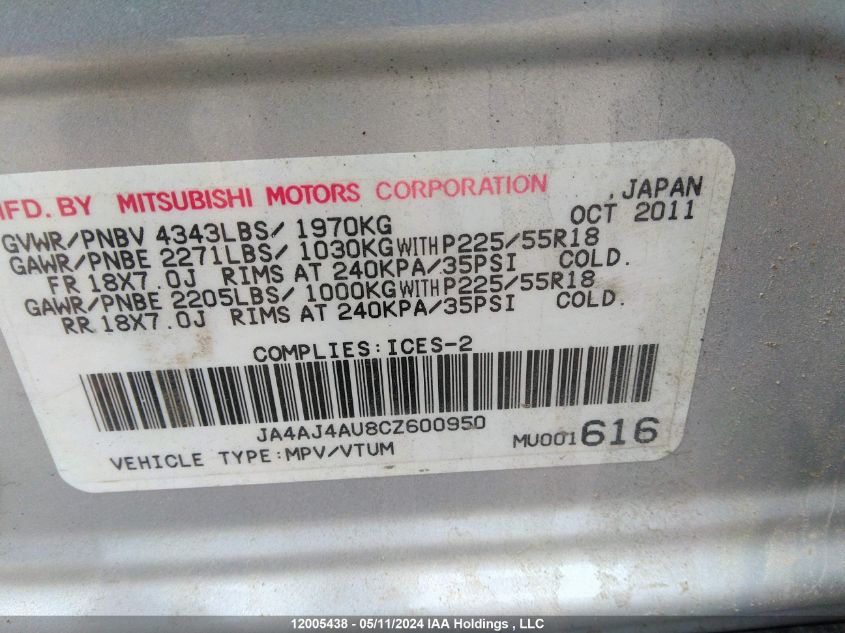 MFD. BY MITSUBISHI MOTORS CORPORATION , JAPAN
GVWR/PNBV 4343LBS/ 1970KG OCT 2011
GAWR/PNBE 2271LBS/ 1030KG WITH P225/55R18
FR 18X7.0J RIMS AT 240KPA/35PSI COLD.
GAWR/PNBE 2205LBS/ 1000KG WITH P225/55R18
RR 18X7.0J RIMS AT 240KPA/35PSI COLD.
COMPLIES:ICES-2
JA4AJ4AU8CZ600950
VEHICLE TYPE:MPV/VTUM MU001616
12005438 - 05/11/2024 IAA Holdings , LLC